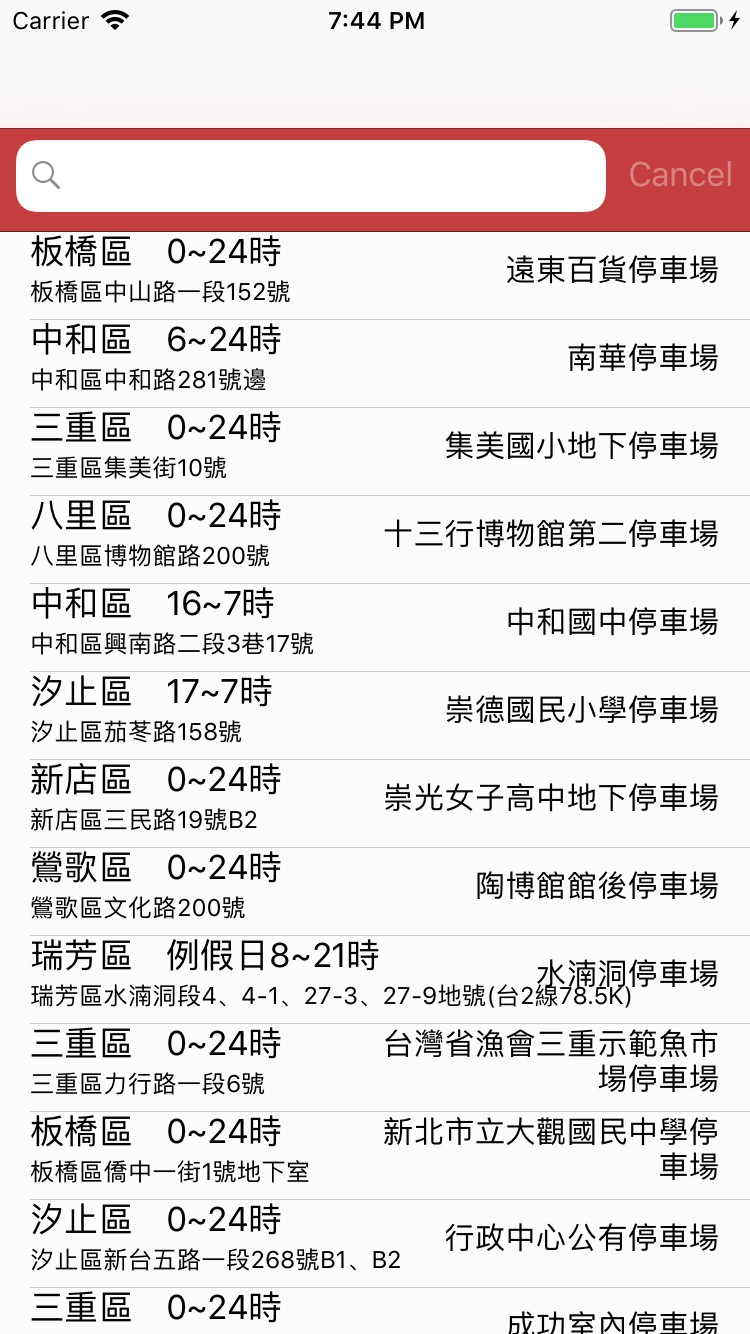 Carrier 7:44 PM
Cancel
板橋區 0~24時
板橋區中山路一段152號
遠東百貨停車場
中和區 6~24時
中和區中和路281號邊
南華停車場
三重區 0~24時
三重區集美街10號
集美國小地下停車場
八里區 0~24時
八里區博物館路200號
十三行博物館第二停車場
中和區 16~7時
中和區興南路二段3巷17號
中和國中停車場
汐止區 17~7時
汐止區茄苳路158號
崇德國民小學停車場
新店區 0~24時
新店區三民路19號B2
崇光女子高中地下停車場
鶯歌區 0~24時
鶯歌區文化路200號
陶博館館後停車場
瑞芳區 例假日8~21時
瑞芳區水湳洞段4、4-1、27-3、27-9地號(台2線78.5K)
水湳洞停車場
三重區 0~24時
三重區力行路一段6號
台灣省漁會三重示範魚市
場停車場
板橋區 0~24時
板橋區僑中一街1號地下室
新北市立大觀國民中學停
車場
汐止區 0~24時
汐止區新台五路一段268號B1、B2
行政中心公有停車場
三重區 0~24時
成功室內停車場